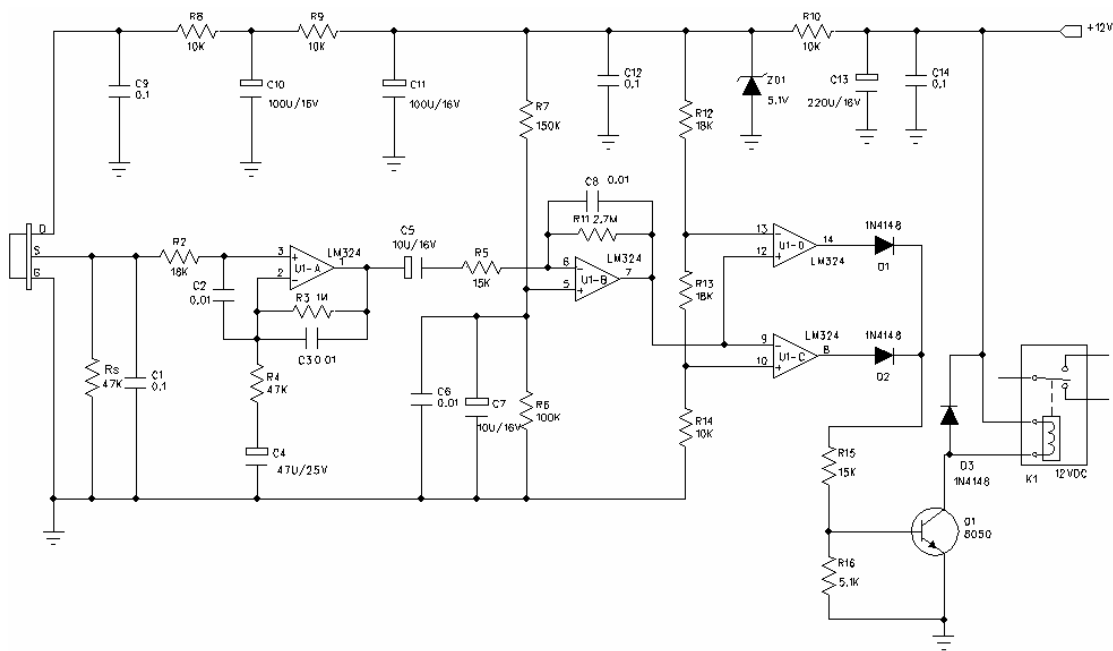 R8
10K
R9
10K
R10
10K
+12V
C9
0.1
C10
100U/16V
C11
100U/16V
C12
0.1
ZD1
5.1V
C13
220U/16V
C14
0.1
R7
150K
R12
18K
C8 0.01
R11 2.7M
D
S
G
R2
18K
C2
0.01
3
+
2
-
U1-A
LM324
1
R3 1M
C3 0.01
C5
10U/16V
R5
15K
6
-
5
+
U1-B
LM324
7
R13
18K
13
-
12
+
U1-D
14
LM324
1N4148
D1
9
-
10
+
U1-C
LM324
8
1N4148
D2
Rs
47K
C1
0.1
R4
47K
C4
47U/25V
C6
0.01
C7
10U/16V
R6
100K
R14
10K
R15
15K
D3
1N4148
K1
12VDC
Q1
8050
R16
5.1K